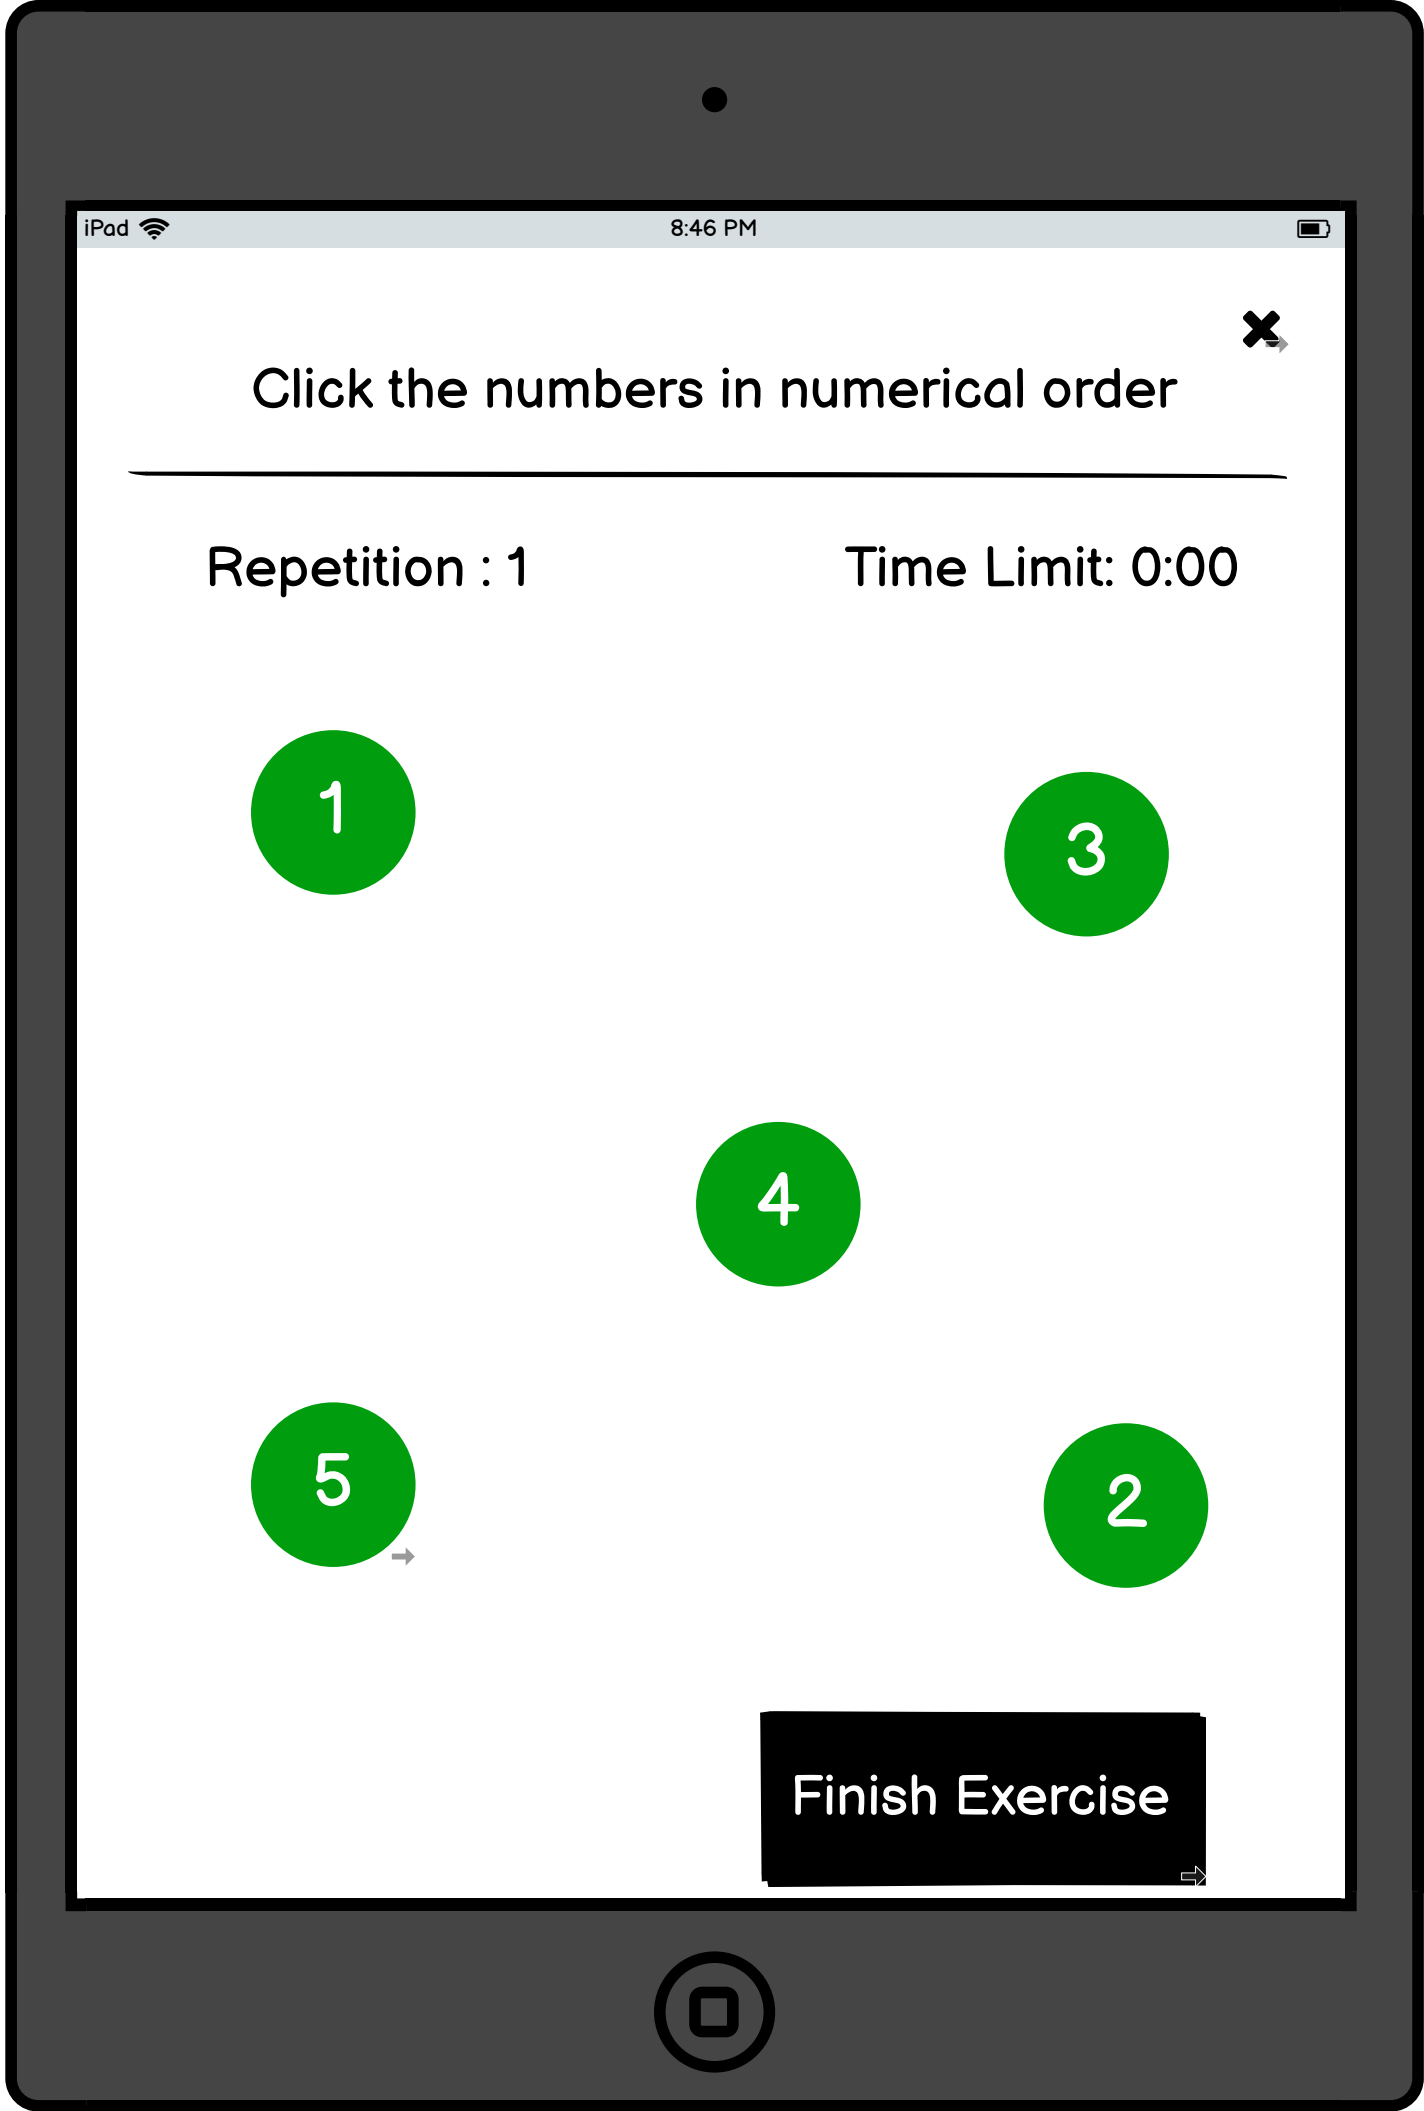 iPad 8:46 PM
Click the numbers in numerical order
Repetition : 1 Time Limit: 0:00
1
3
4
5
2
Finish Exercise